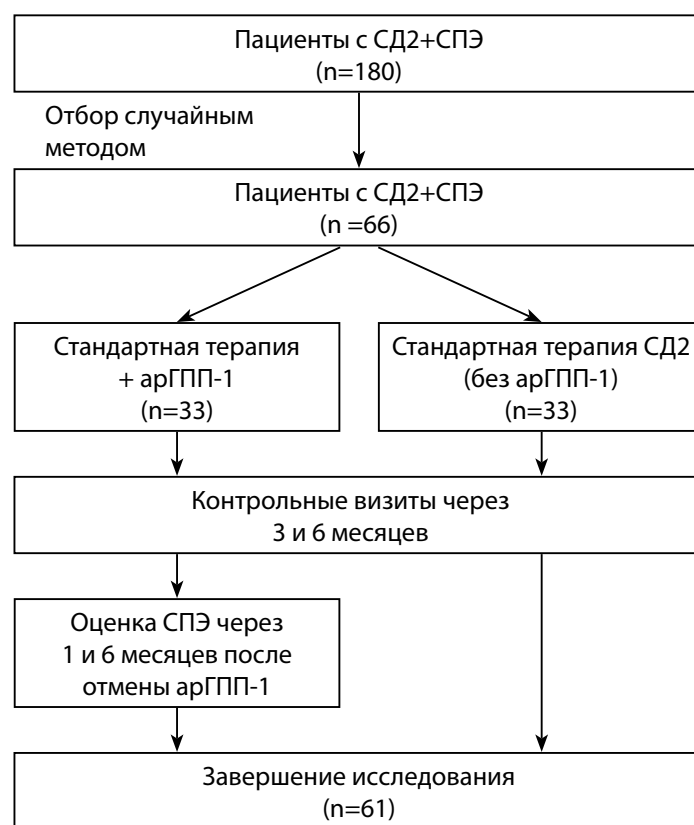 Пациенты с СД2+СПЭ
(n=180)
Отбор случайным
методом
Пациенты с СД2+СПЭ
(n =66)
Стандартная терапия
+ арГПП-1
(n=33)
Стандартная терапия СД2
(без арГПП-1)
(n=33)
Контрольные визиты через
3 и 6 месяцев
Оценка СПЭ через
1 и 6 месяцев после
отмены арГПП-1
Завершение исследования
(n=61)